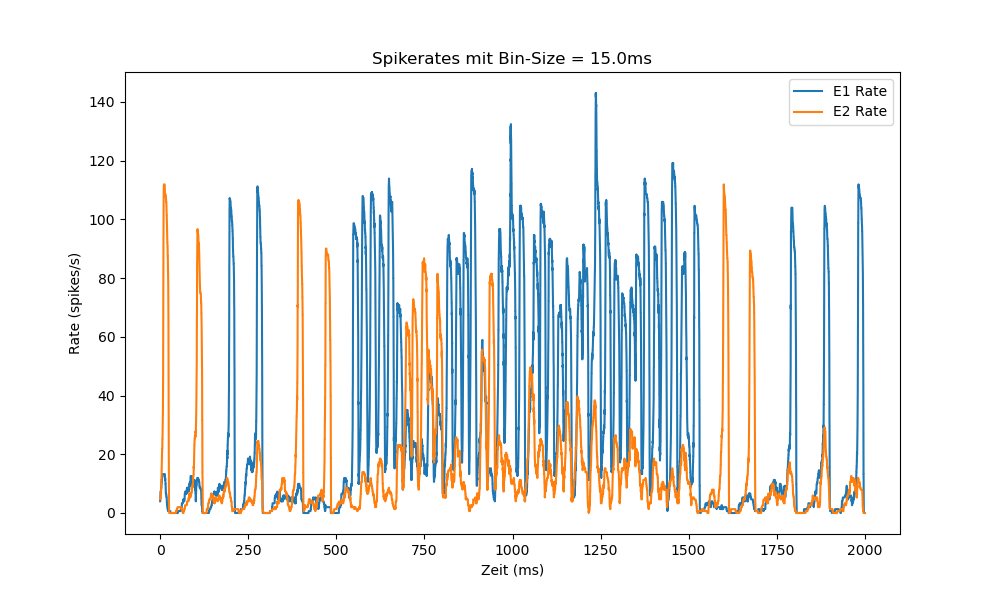 Spikerates mit Bin-Size = 15.0ms
E1 Rate
E2 Rate
Rate (spikes/s)
140
120
100
80
60
40
20
0
0 250 500 750 1000 1250 1500 1750 2000
Zeit (ms)